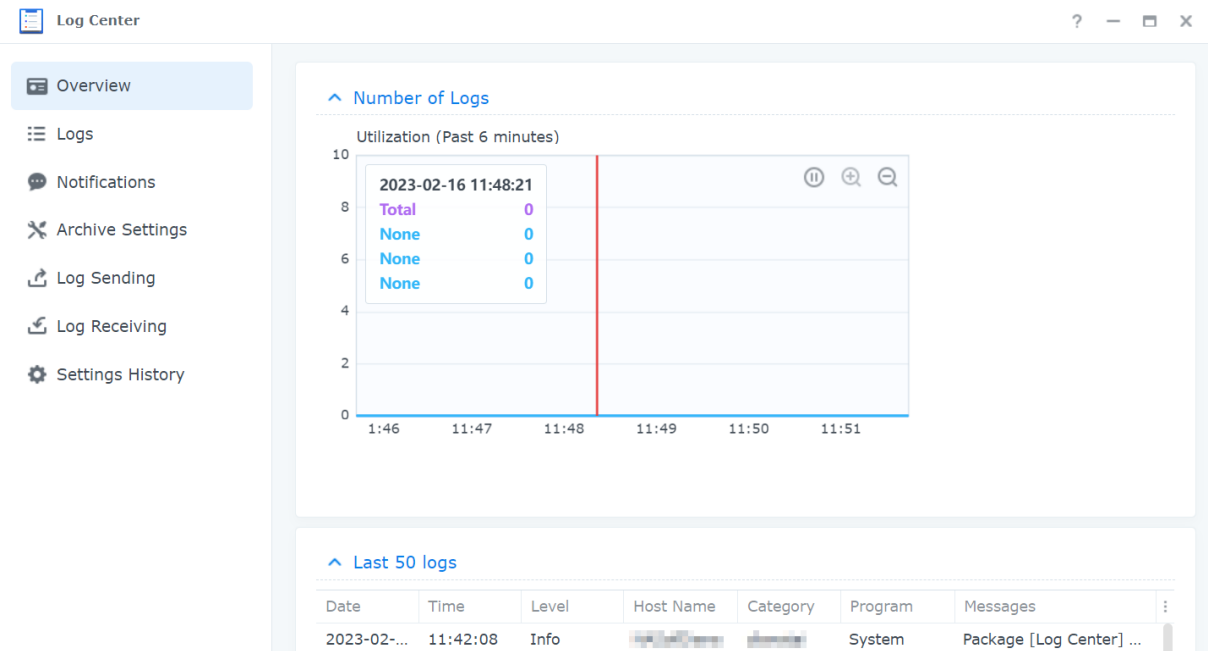 Log Center
?
Overview
Logs
Notifications
Archive Settings
Log Sending
Log Receiving
Settings History
Number of Logs
Utilization (Past 6 minutes)
10
8
6
4
2
0
2023-02-16 11:48:21
Total 0
None 0
None 0
None 0
1:46 11:47 11:48 11:49 11:50 11:51
Last 50 logs
Date Time Level Host Name Category Program Messages
2023-02-... 11:42:08 Info System Package [Log Center] ...